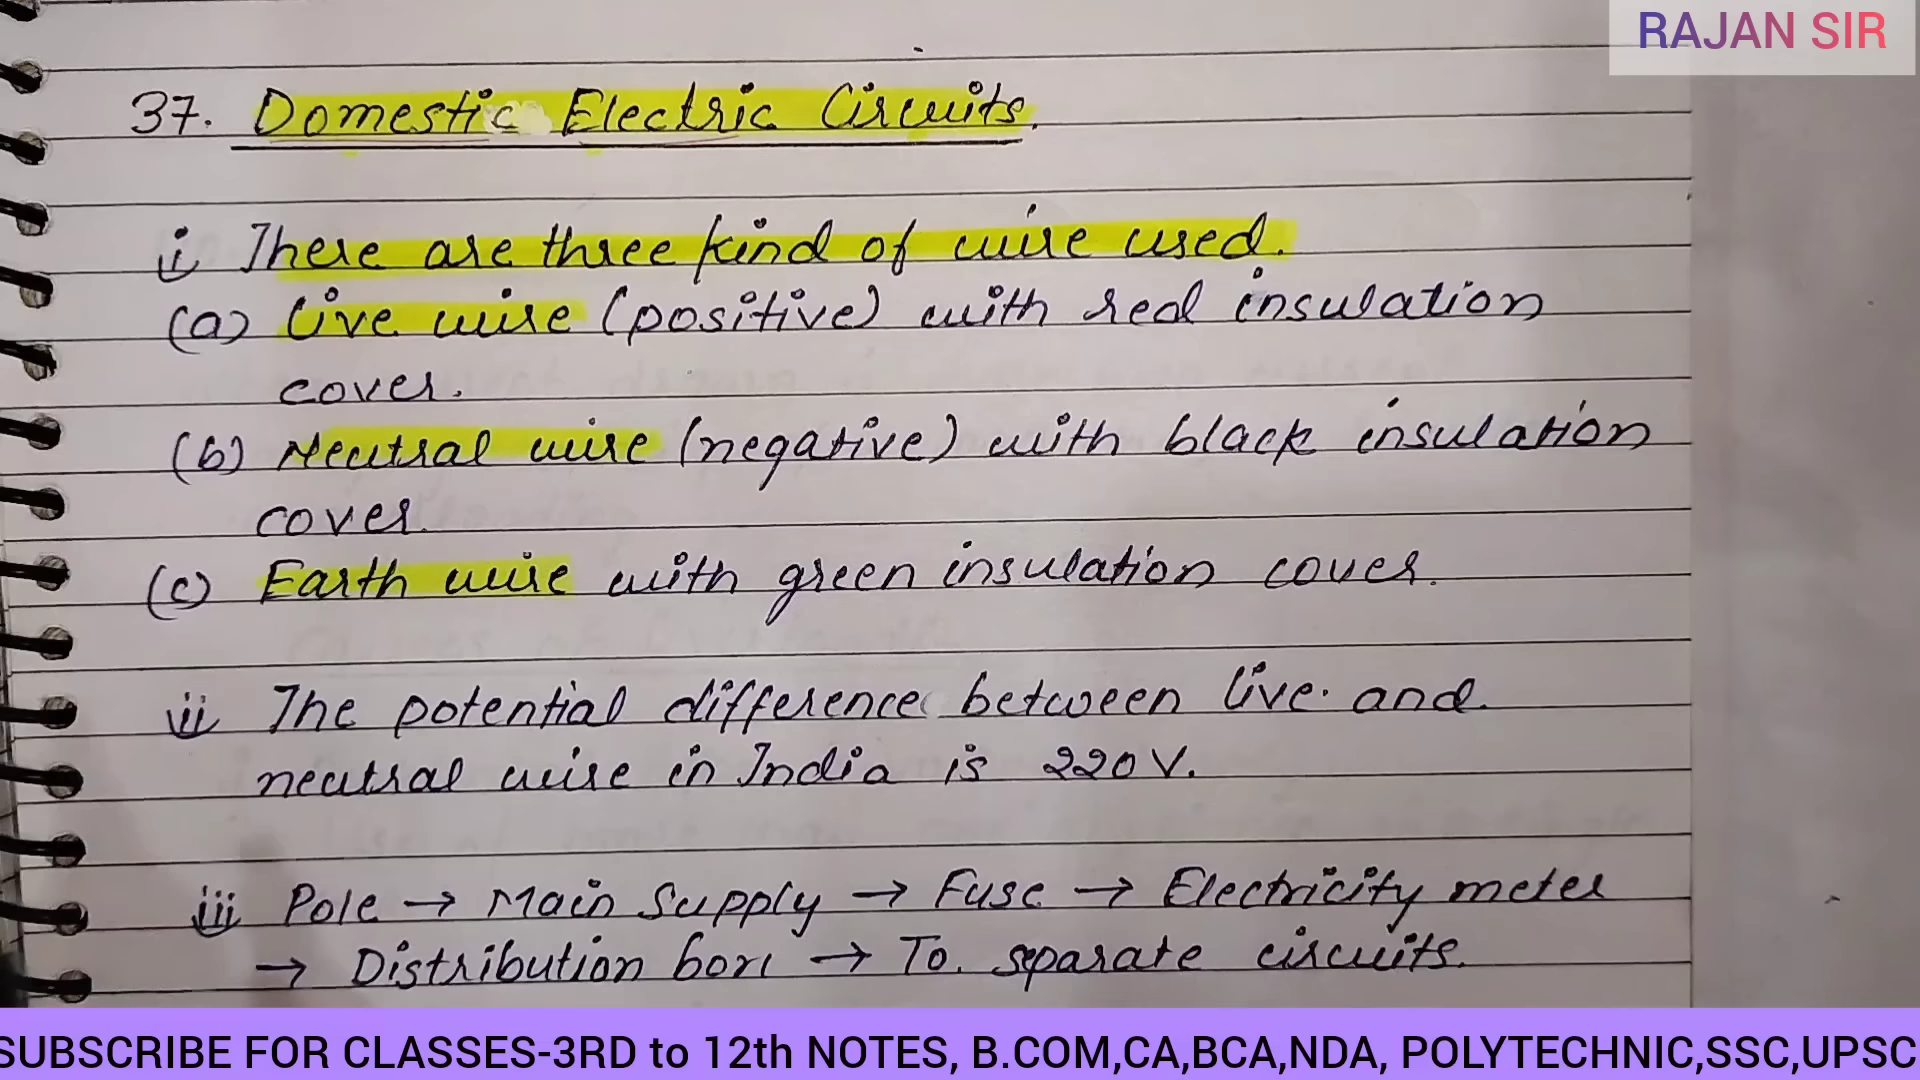 RAJAN SIR
37. Domestic Electric Circuits.
i There are three kind of wire used.
(a) Live wire (positive) with red insulation
cover.
(b) Neutral wire (negative) with black insulation
cover.
(c) Earth wire with green insulation cover.
ii The potential difference between live and
neutral wire in India is 220 V.
iii Pole → Main Supply → Fuse → Electricity meter
→ Distribution box → To. separate circuits.
SUBSCRIBE FOR CLASSES-3RD to 12th NOTES, B.COM,CA,BCA,NDA, POLYTECHNIC,SSC,UPSC